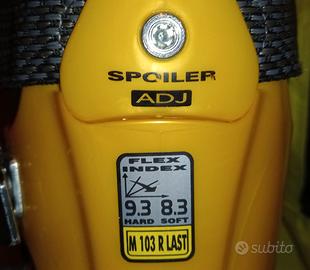 SPOILER
ADJ
FLEX
INDEX
9.3 8.3
HARD SOFT
M 103 R LAST
subito